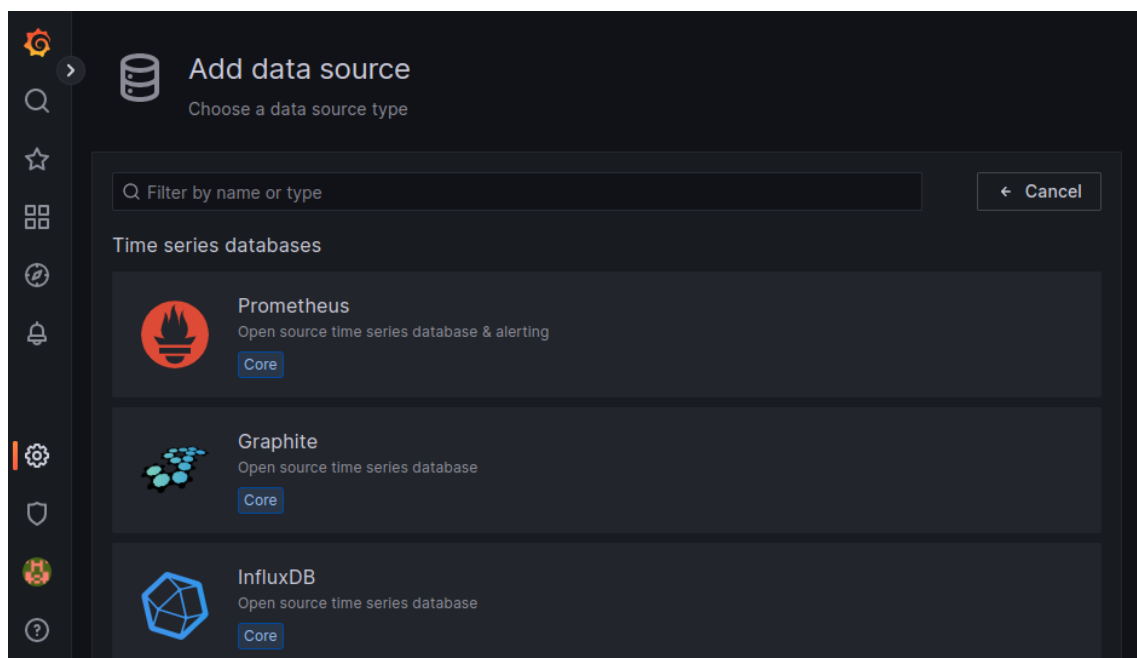 Add data source
Choose a data source type
Filter by name or type
← Cancel
Time series databases
Prometheus
Open source time series database & alerting
Core
Graphite
Open source time series database
Core
InfluxDB
Open source time series database
Core